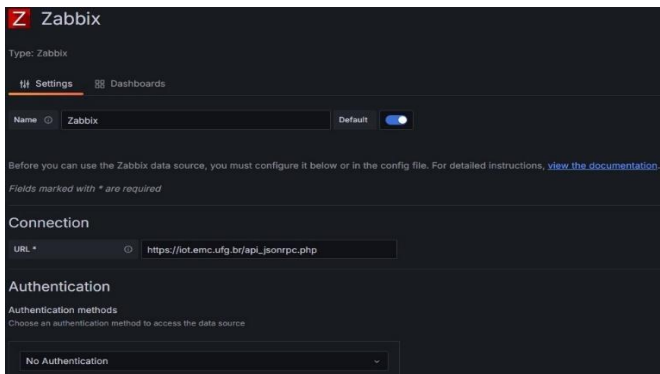 Z Zabbix
Type: Zabbix
Settings Dashboards
Name Zabbix Default
Before you can use the Zabbix data source, you must configure it below or in the config file. For detailed instructions, view the documentation.
Fields marked with * are required
Connection
URL * https://iot.emc.ufg.br/api_jsonrpc.php
Authentication
Authentication methods
Choose an authentication method to access the data source
No Authentication